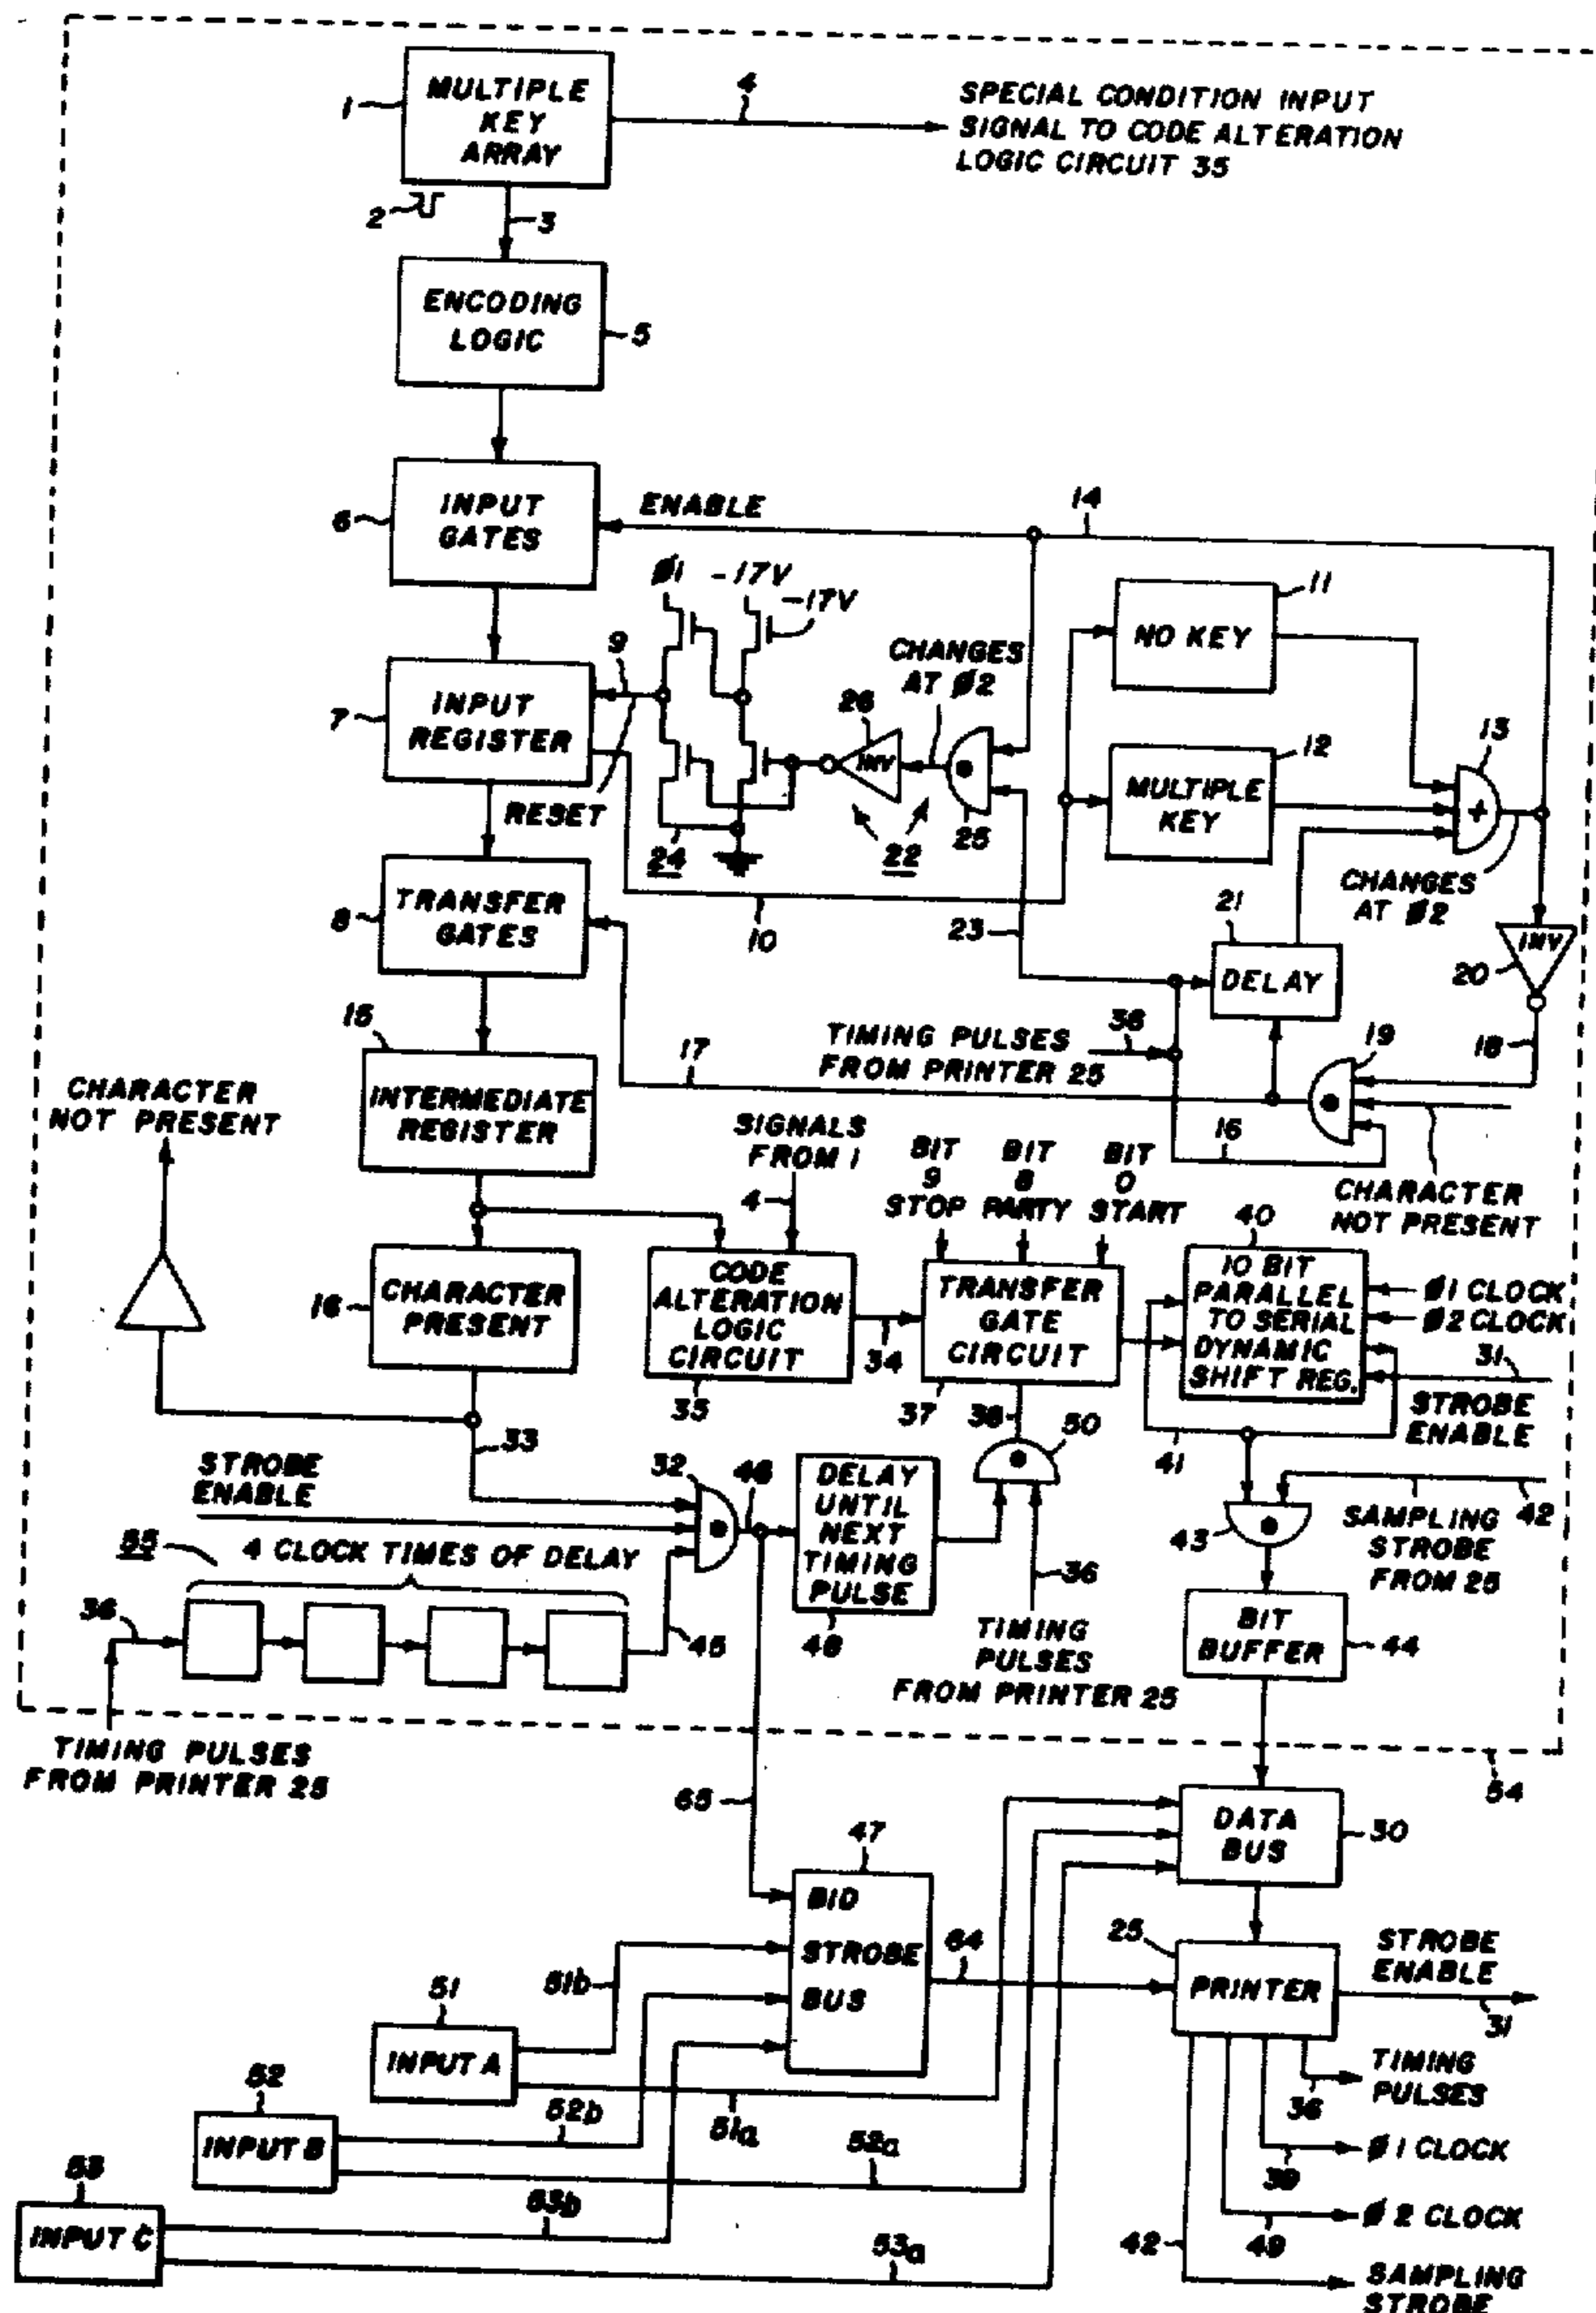 MULTIPLE
KEY
ARRAY
1
4
SPECIAL CONDITION INPUT
SIGNAL TO CODE ALTERATION
LOGIC CIRCUIT 35
2
3
ENCODING
LOGIC
5
INPUT
GATES
6
ENABLE
14
Ø1
-17V
-17V
NO KEY
11
9
CHANGES
AT Ø2
INPUT
REGISTER
7
26
INV
MULTIPLE
KEY
12
13
+
RESET
24
22
25
CHANGES
AT Ø2
TRANSFER
GATES
8
10
23
21
DELAY
INV
20
15
17
TIMING PULSES
FROM PRINTER 25
36
19
18
CHARACTER
NOT PRESENT
INTERMEDIATE
REGISTER
SIGNALS
FROM 1
BIT
9
STOP
BIT
8
PARTY
BIT
0
START
16
CHARACTER
NOT PRESENT
4
40
CHARACTER
PRESENT
16
CODE
ALTERATION
LOGIC
CIRCUIT
34
TRANSFER
GATE
CIRCUIT
10 BIT
PARALLEL
TO SERIAL
DYNAMIC
SHIFT REG.
Ø1 CLOCK
Ø2 CLOCK
31
STROBE
ENABLE
35
37
38
50
33
41
STROBE
ENABLE
32
46
DELAY
UNTIL
NEXT
TIMING
PULSE
43
SAMPLING
STROBE
FROM 25
42
55
4 CLOCK TIMES OF DELAY
36
45
48
36
TIMING
PULSES
FROM PRINTER 25
BIT
BUFFER
44
TIMING PULSES
FROM PRINTER 25
54
65
47
DATA
BUS
30
BID
STROBE
BUS
64
25
PRINTER
STROBE
ENABLE
31
51
51b
INPUT A
TIMING
PULSES
36
52
52b
51a
INPUT B
52a
Ø1 CLOCK
39
53
53b
INPUT C
53a
42
49
Ø2 CLOCK
SAMPLING
STROBE